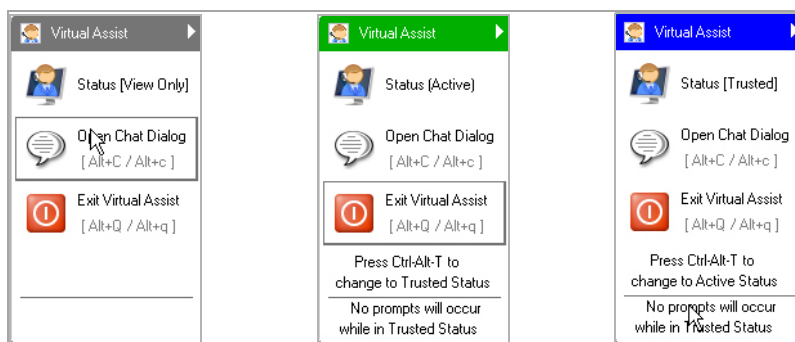 Virtual Assist
Status [View Only]
Open Chat Dialog
[ Alt+C / Alt+c ]
Exit Virtual Assist
[ Alt+Q / Alt+q ]
Virtual Assist
Status (Active)
Open Chat Dialog
[ Alt+C / Alt+c ]
Exit Virtual Assist
[ Alt+Q / Alt+q ]
Press Ctrl-Alt-T to
change to Trusted Status
No prompts will occur
while in Trusted Status
Virtual Assist
Status [Trusted]
Open Chat Dialog
[ Alt+C / Alt+c ]
Exit Virtual Assist
[ Alt+Q / Alt+q ]
Press Ctrl-Alt-T to
change to Active Status
No prompts will occur
while in Trusted Status